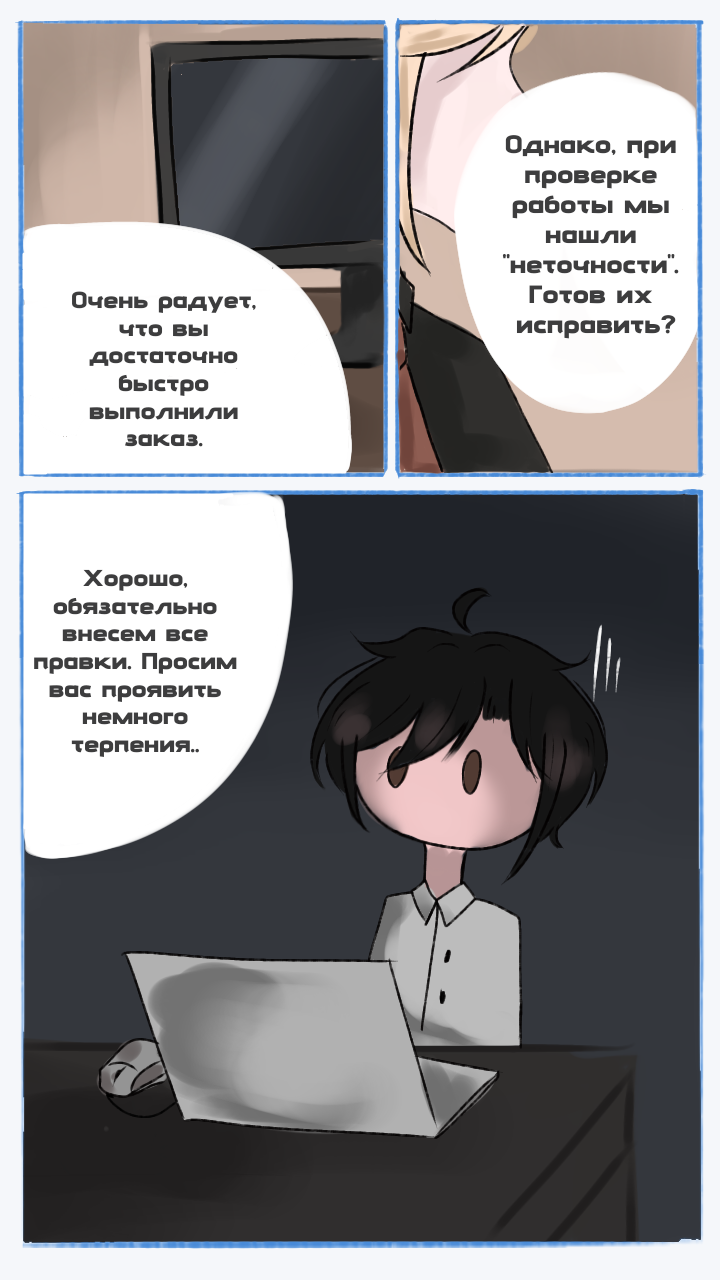 Очень радует,
что вы
достаточно
быстро
выполнили
заказ.
Однако, при
проверке
работы мы
нашли
"неточности".
Готов их
исправить?
Хорошо,
обязательно
внесем все
правки. Просим
вас проявить
немного
терпения..